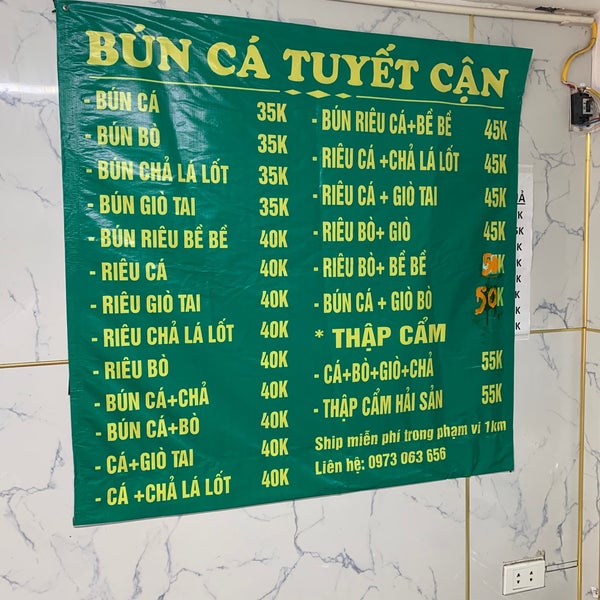 BÚN CÁ TUYẾT CẬN
- BÚN CÁ 35K
- BÚN BÒ 35K
- BÚN CHẢ LÁ LỐT 35K
- BÚN GIÒ TAI 35K
- BÚN RIÊU BỀ BỀ 40K
- RIÊU CÁ 40K
- RIÊU GIÒ TAI 40K
- RIÊU CHẢ LÁ LỐT 40K
- RIÊU BÒ 40K
- BÚN CÁ+CHẢ 40K
- BÚN CÁ+BÒ 40K
- CÁ+GIÒ TAI 40K
- CÁ +CHẢ LÁ LỐT 40K
- BÚN RIÊU CÁ+BỀ BỀ 45K
- RIÊU CÁ +CHẢ LÁ LỐT 45K
- RIÊU CÁ + GIÒ TAI 45K
- RIÊU BÒ+ GIÒ 45K
- RIÊU BÒ+ BỀ BỀ 50K
- BÚN CÁ + GIÒ BÒ 50K
* THẬP CẨM
- CÁ+BÒ+GIÒ+CHẢ 55K
- THẬP CẨM HẢI SẢN 55K
Ship miễn phí trong phạm vi 1km
Liên hệ: 0973 063 656